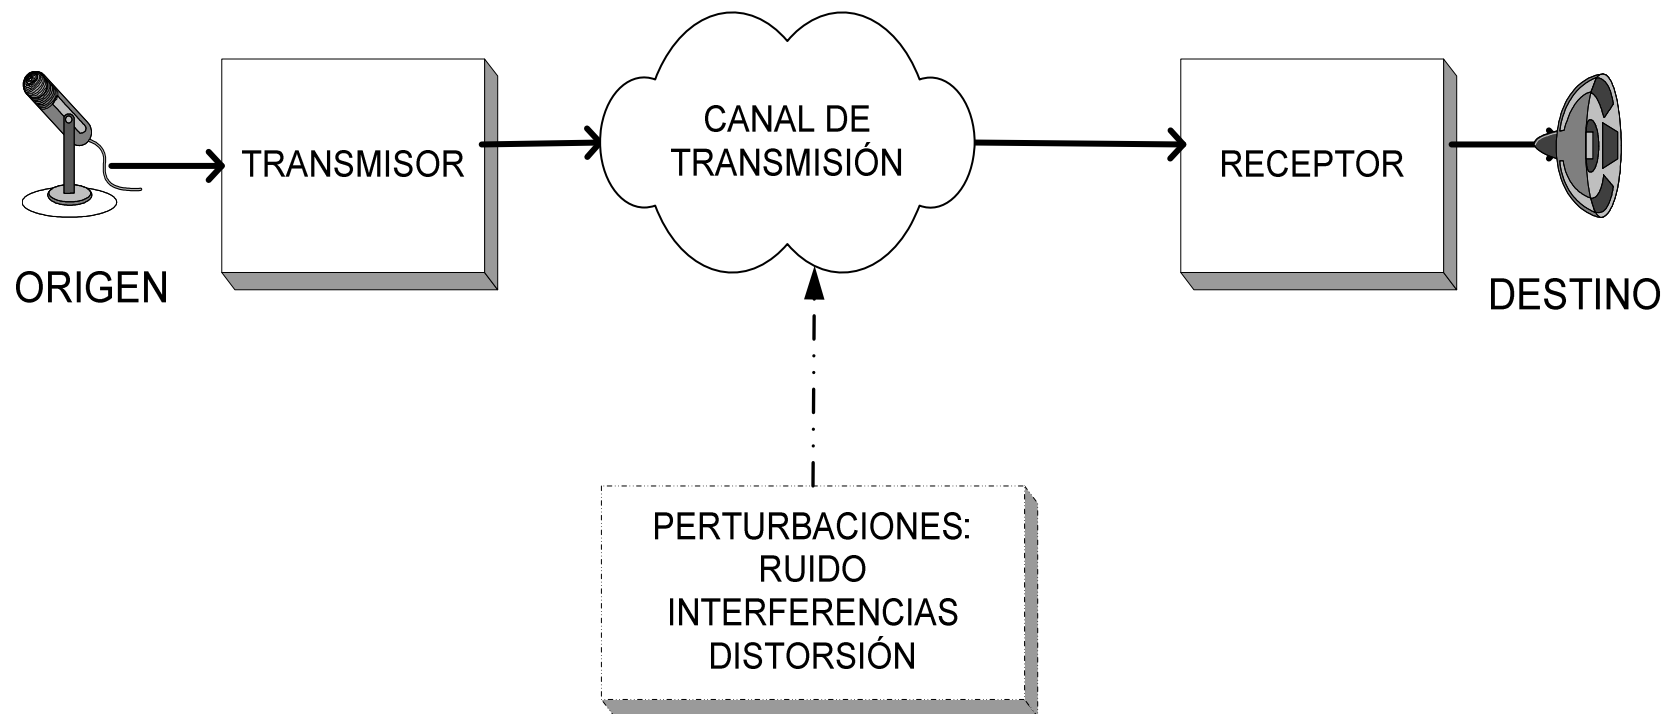 CANAL DE
TRANSMISIÓN
TRANSMISOR
RECEPTOR
ORIGEN
DESTINO
PERTURBACIONES:
RUIDO
INTERFERENCIAS
DISTORSIÓN